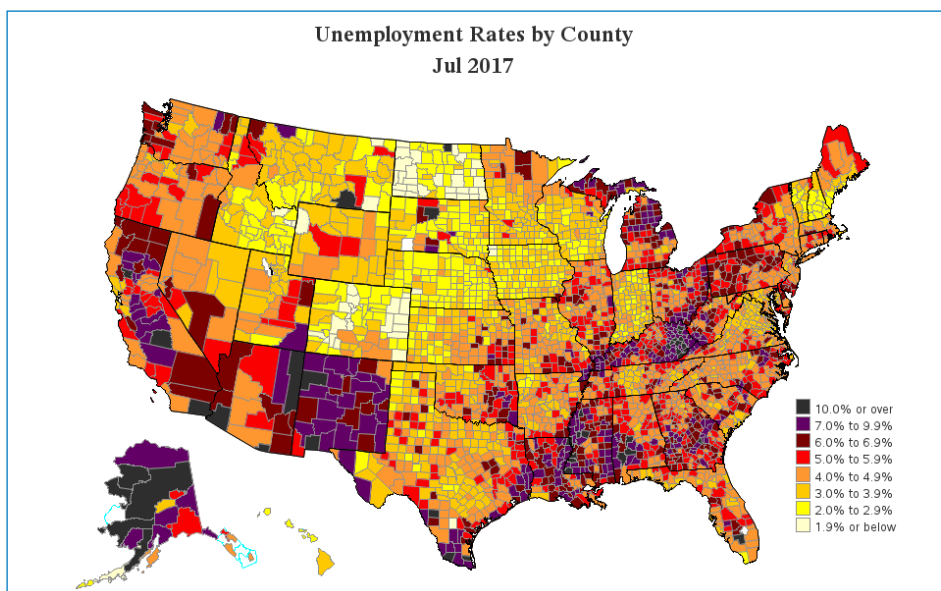 Unemployment Rates by County
Jul 2017
10.0% or over
7.0% to 9.9%
6.0% to 6.9%
5.0% to 5.9%
4.0% to 4.9%
3.0% to 3.9%
2.0% to 2.9%
1.9% or below